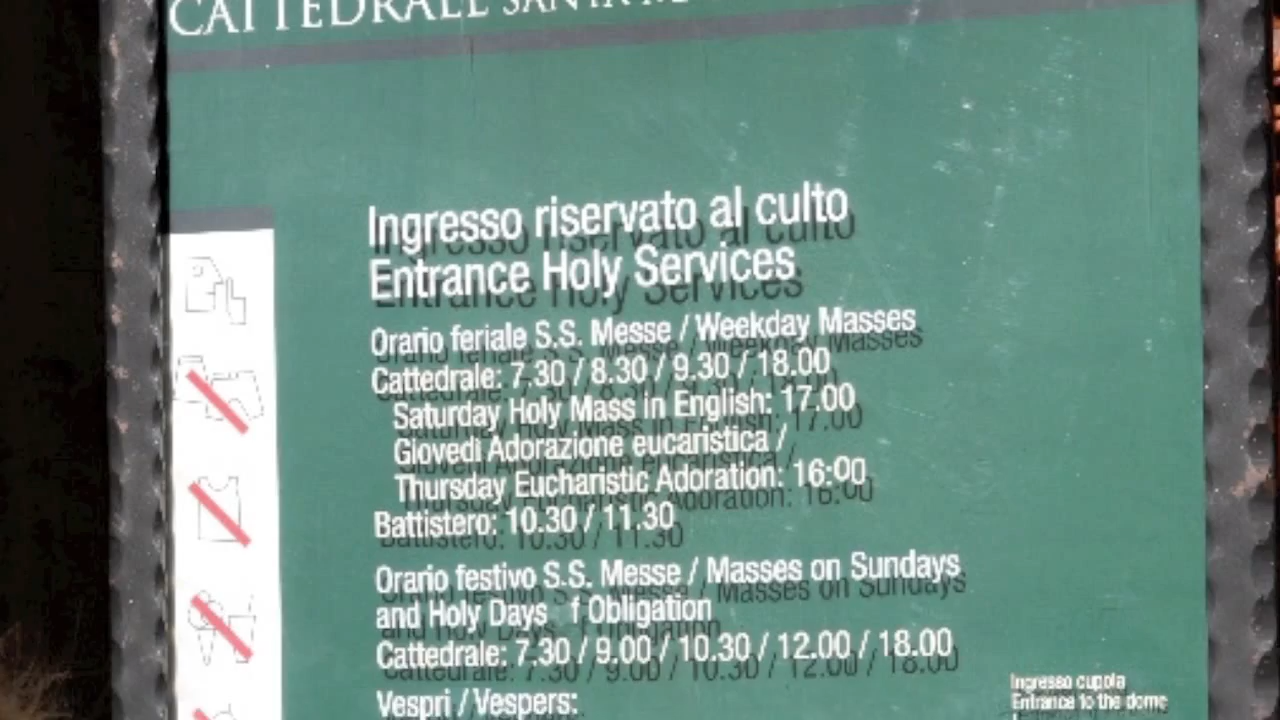 CATTEDRALE SANTA
Ingresso riservato al culto
Entrance Holy Services
Orario feriale S.S. Messe / Weekday Masses
Cattedrale: 7.30 / 8.30 / 9.30 / 18.00
Saturday Holy Mass in English: 17.00
Giovedì Adorazione eucaristica /
Thursday Eucharistic Adoration: 16:00
Battistero: 10.30 / 11.30
Orario festivo S.S. Messe / Masses on Sundays
and Holy Days f Obligation
Cattedrale: 7.30 / 9.00 / 10.30 / 12.00 / 18.00
Vespri / Vespers:
Ingresso cupola
Entrance to the dome